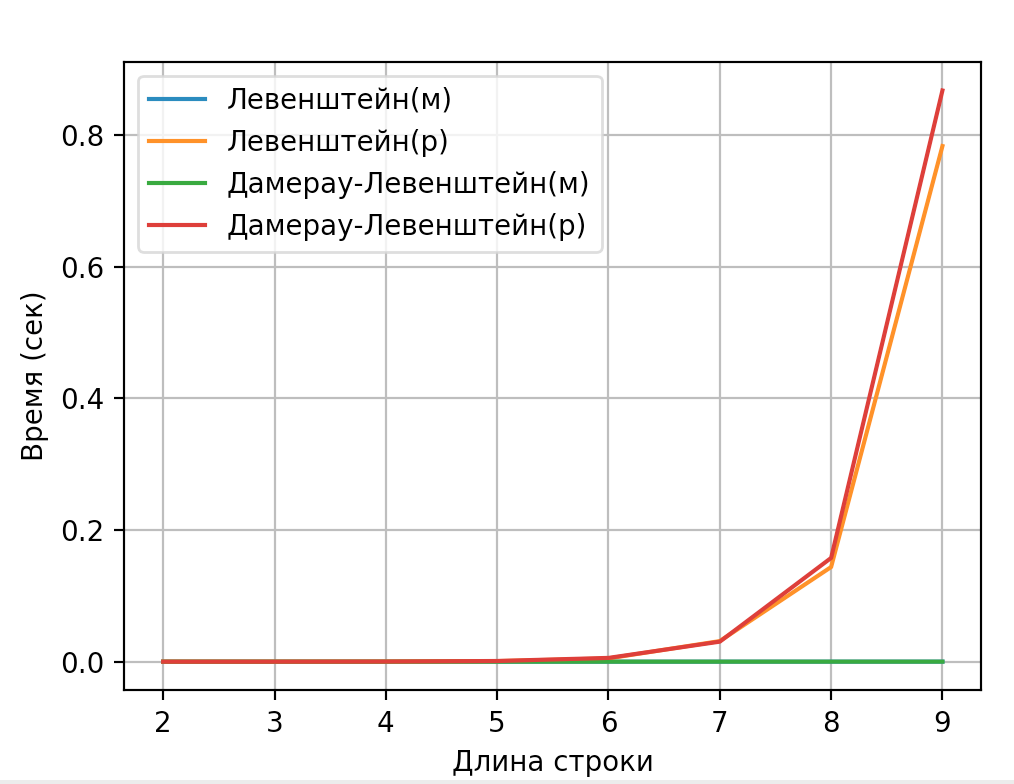 Левенштейн(м)
Левенштейн(р)
Дамерау-Левенштейн(м)
Дамерау-Левенштейн(р)
0.8
0.6
0.4
0.2
0.0
Время (сек)
2 3 4 5 6 7 8 9
Длина строки